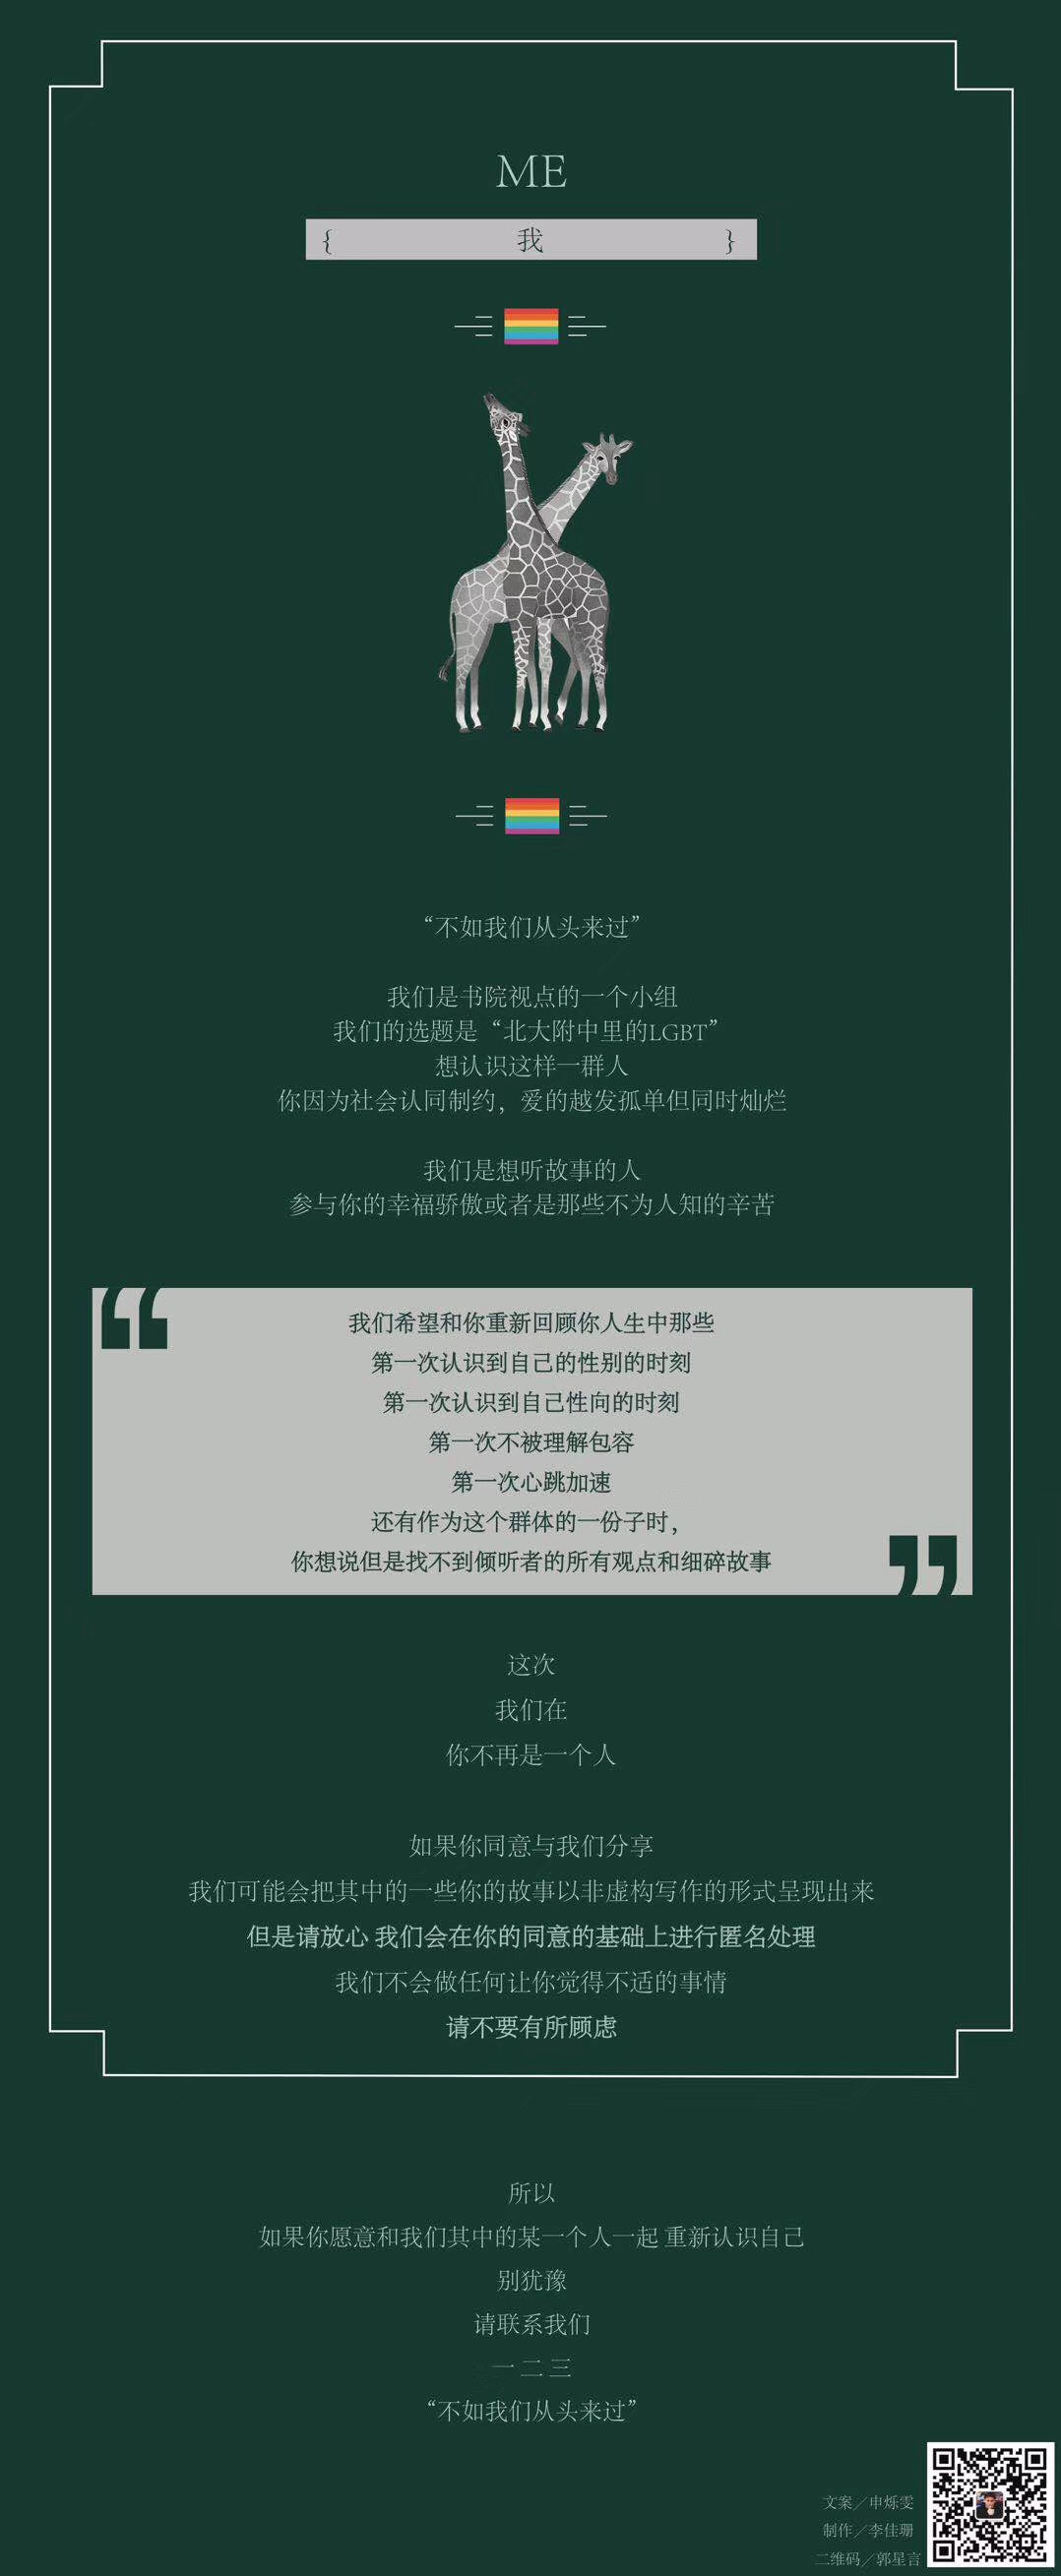 ME
{ 我 }
“不如我们从头来过”
我们是书院视点的一个小组
我们的选题是“北大附中里的LGBT”
想认识这样一群人
你因为社会认同制约，爱的越发孤单但同时灿烂
我们是想听故事的人
参与你的幸福骄傲或者是那些不为人知的辛苦
“
我们希望和你重新回顾你人生中那些
第一次认识到自己的性别的时刻
第一次认识到自己性向的时刻
第一次不被理解包容
第一次心跳加速
还有作为这个群体的一份子时，
你想说但是找不到倾听者的所有观点和细碎故事
”
这次
我们在
你不再是一个人
如果你同意与我们分享
我们可能会把其中的一些你的故事以非虚构写作的形式呈现出来
但是请放心 我们会在你的同意的基础上进行匿名处理
我们不会做任何让你觉得不适的事情
请不要有所顾虑
所以
如果你愿意和我们其中的某一个人一起 重新认识自己
别犹豫
请联系我们
一 二 三
“不如我们从头来过”
文案／申烁雯
制作／李佳珊
二维码／郭星言